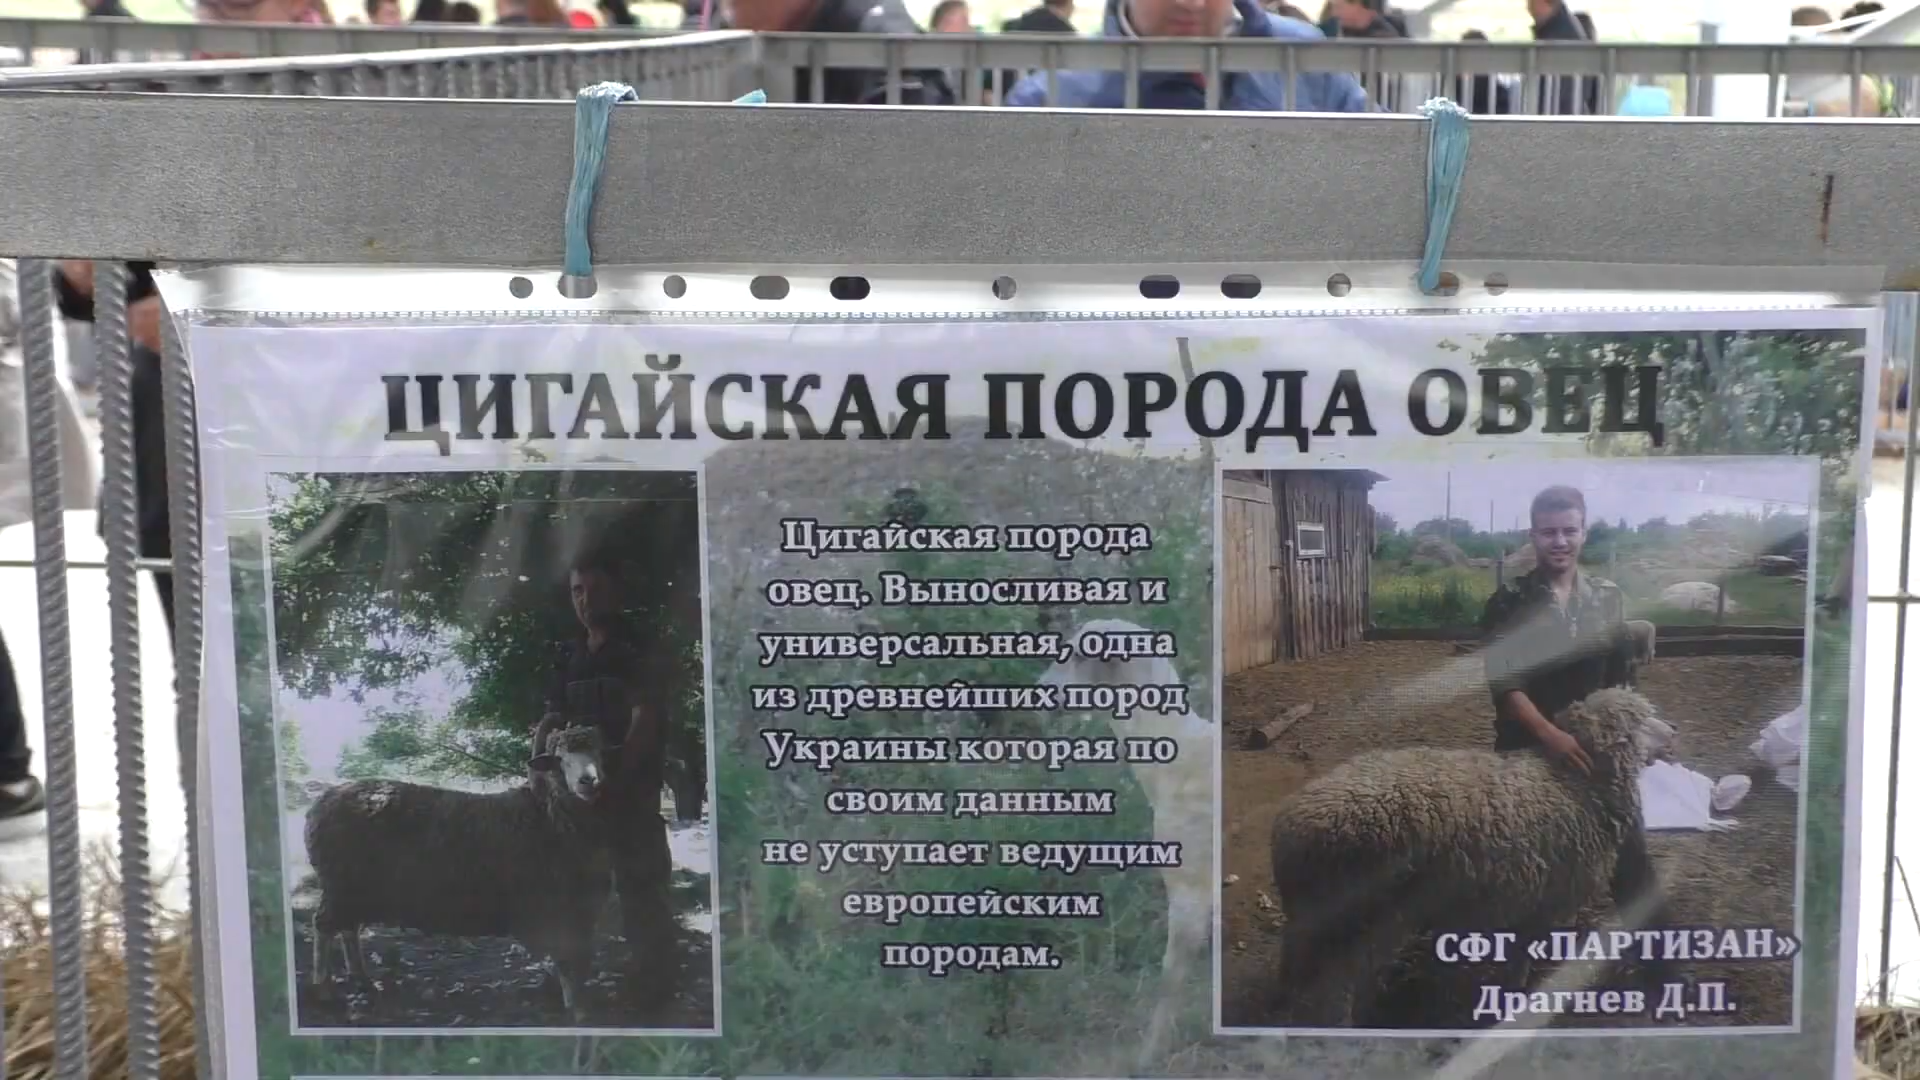 ЦИГАЙСКАЯ ПОРОДА ОВЕЦ
Цигайская порода
овец. Выносливая и
универсальная, одна
из древнейших пород
Украины которая по
своим данным
не уступает ведущим
европейским
породам.
СФГ «ПАРТИЗАН»
Драгнев Д.П.